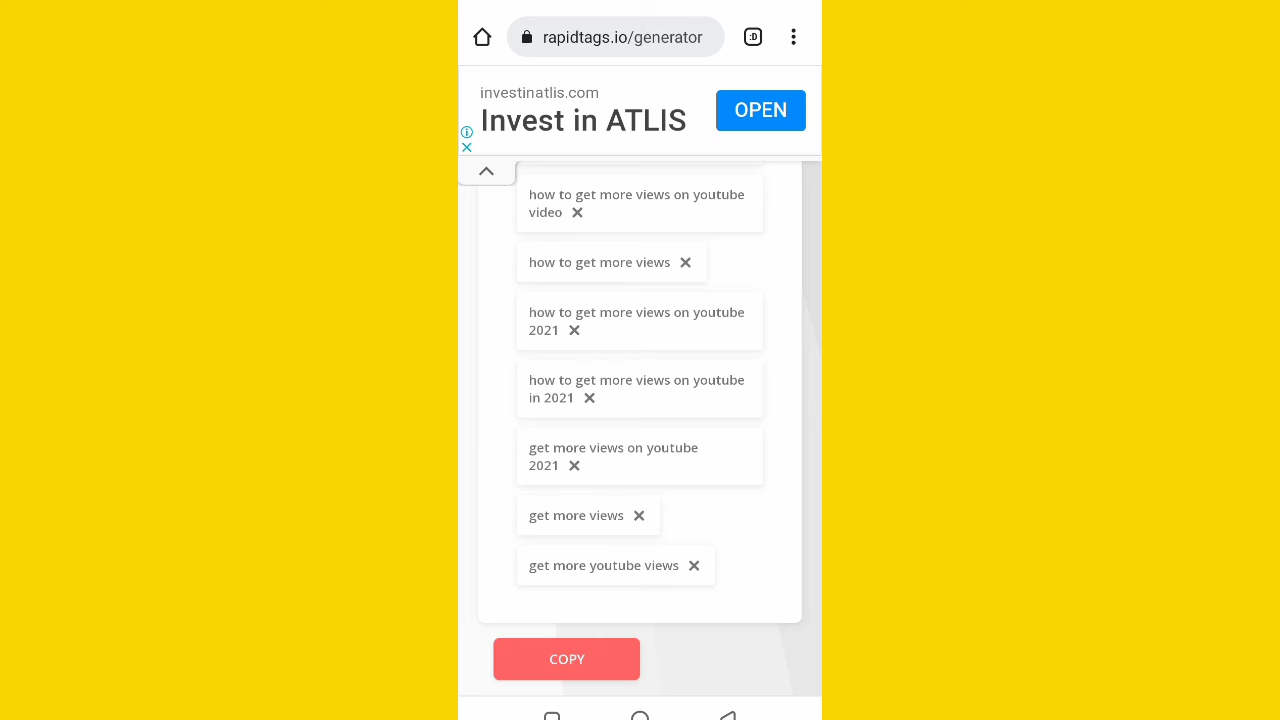 rapidtags.io/generator
:D
investinatlis.com
Invest in ATLIS
OPEN
how to get more views on youtube
video
how to get more views
how to get more views on youtube
2021
how to get more views on youtube
in 2021
get more views on youtube
2021
get more views
get more youtube views
COPY